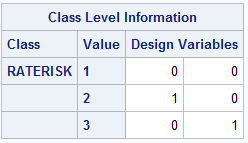 Class Level Information
Class Value Design Variables
RATERISK 1 0 0
2 1 0
3 0 1